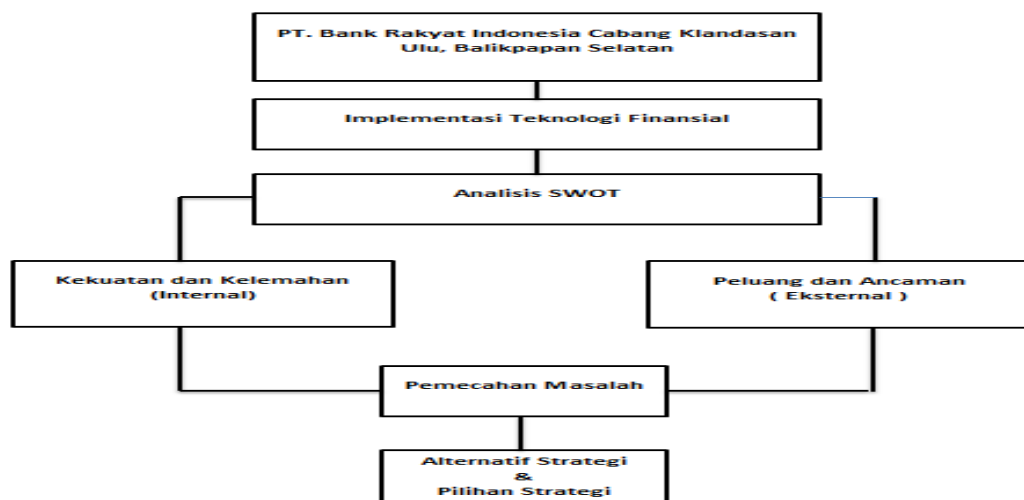 PT. Bank Rakyat Indonesia Cabang Klandasan
Ulu, Balikpapan Selatan
Implementasi Teknologi Finansial
Analisis SWOT
Kekuatan dan Kelemahan
(Internal)
Peluang dan Ancaman
( Eksternal )
Pemecahan Masalah
Alternatif Strategi
&
Pilihan Strategi